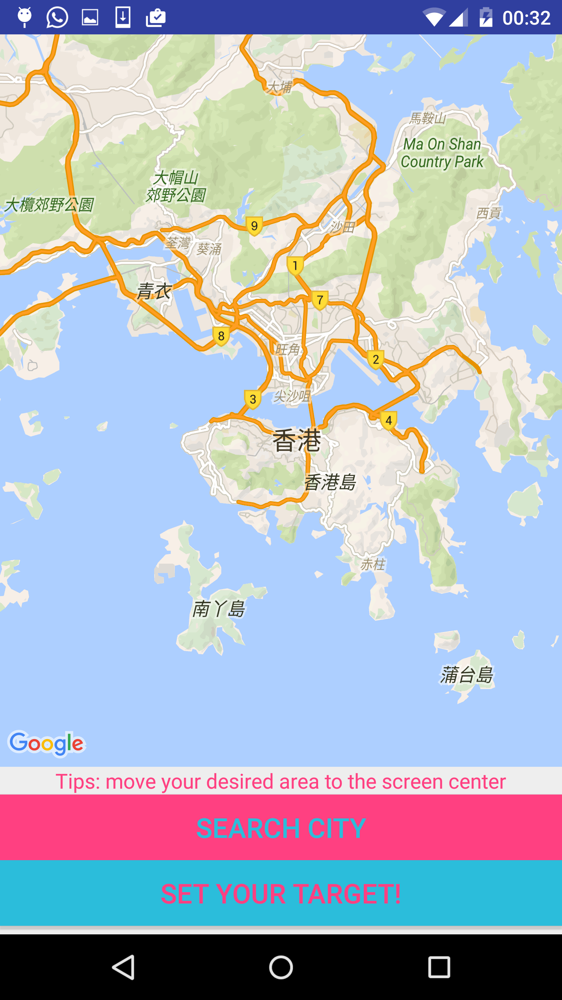 00:32
大埔
馬鞍山
Ma On Shan
Country Park
大帽山
郊野公園
大欖郊野公園
西貢
9
沙田
荃灣
葵涌
1
青衣
7
8
旺角
2
3
尖沙咀
4
香港
香港島
赤柱
南丫島
蒲台島
Google
Tips: move your desired area to the screen center
SEARCH CITY
SET YOUR TARGET!